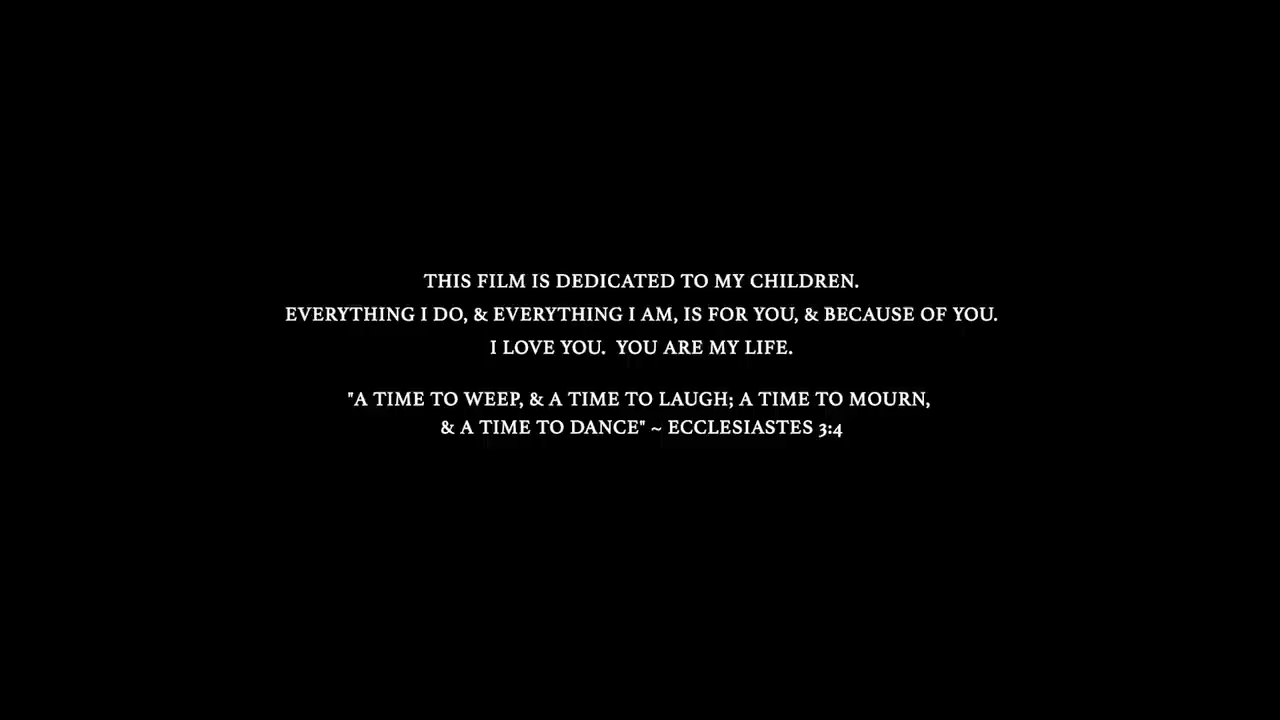 THIS FILM IS DEDICATED TO MY CHILDREN.
EVERYTHING I DO, & EVERYTHING I AM, IS FOR YOU, & BECAUSE OF YOU.
I LOVE YOU.  YOU ARE MY LIFE.
"A TIME TO WEEP, & A TIME TO LAUGH; A TIME TO MOURN,
& A TIME TO DANCE" ~ ECCLESIASTES 3:4